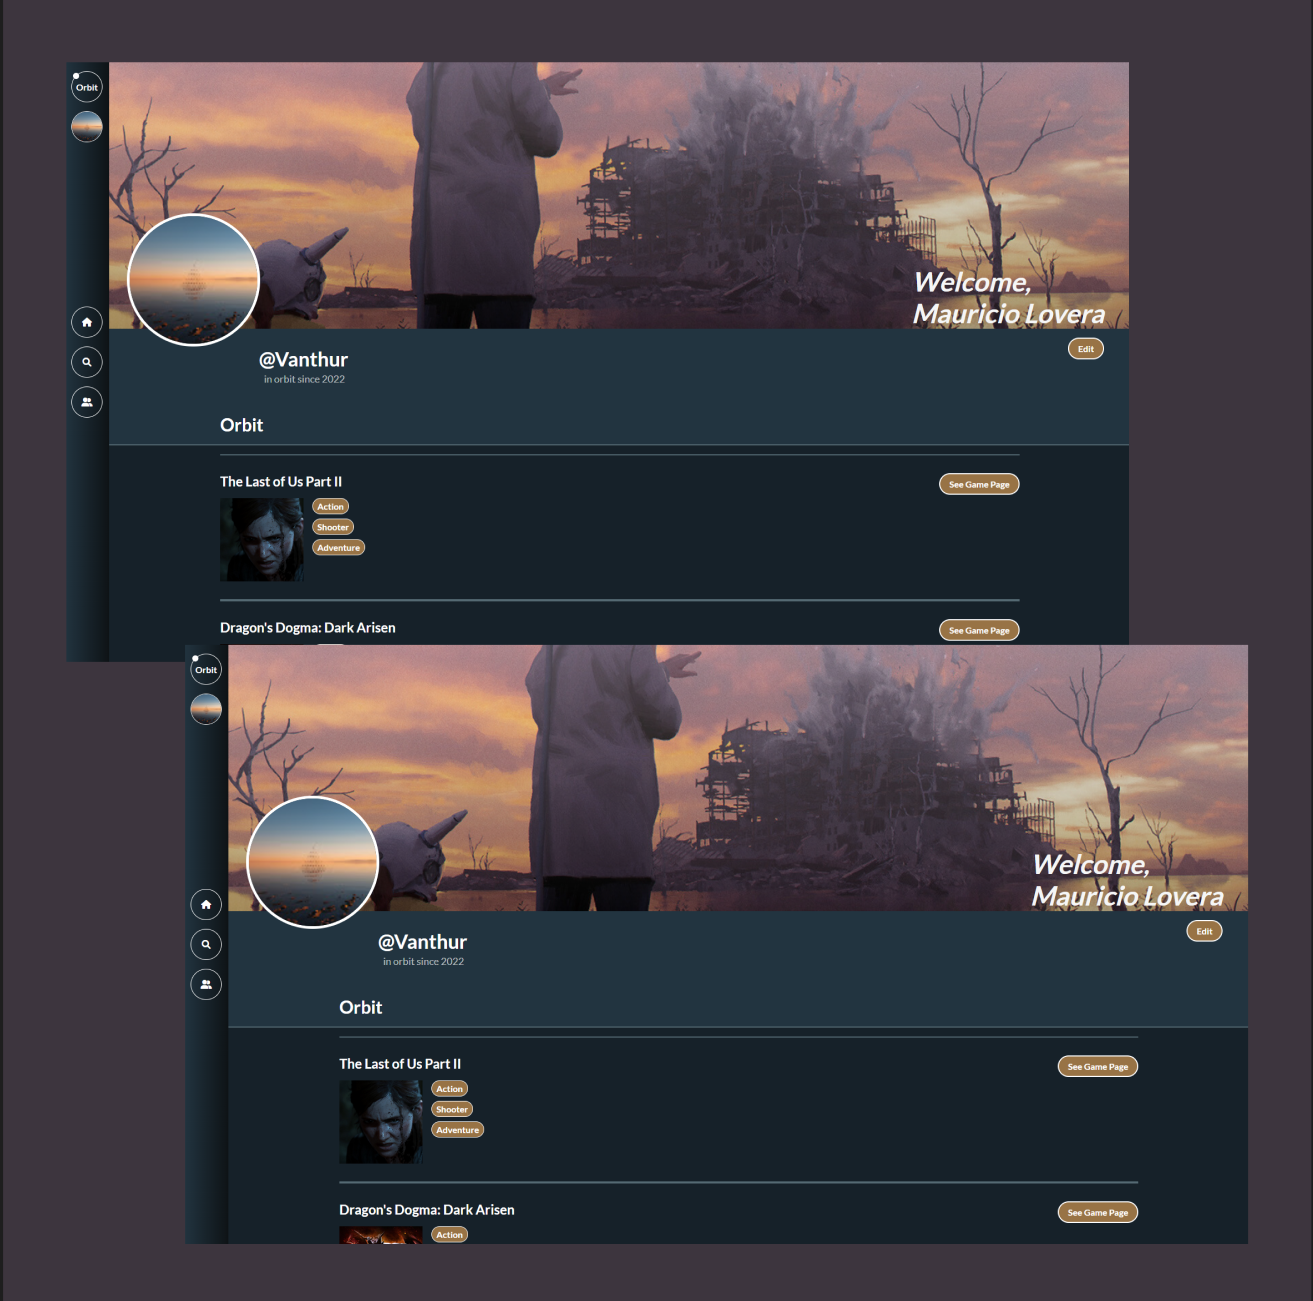 Orbit
Welcome,
Mauricio Lovera
Edit
@Vanthur
in orbit since 2022
Orbit
The Last of Us Part II
See Game Page
Action
Shooter
Adventure
Dragon's Dogma: Dark Arisen
See Game Page
Orbit
Welcome,
Mauricio Lovera
Edit
@Vanthur
in orbit since 2022
Orbit
The Last of Us Part II
See Game Page
Action
Shooter
Adventure
Dragon's Dogma: Dark Arisen
See Game Page
Action